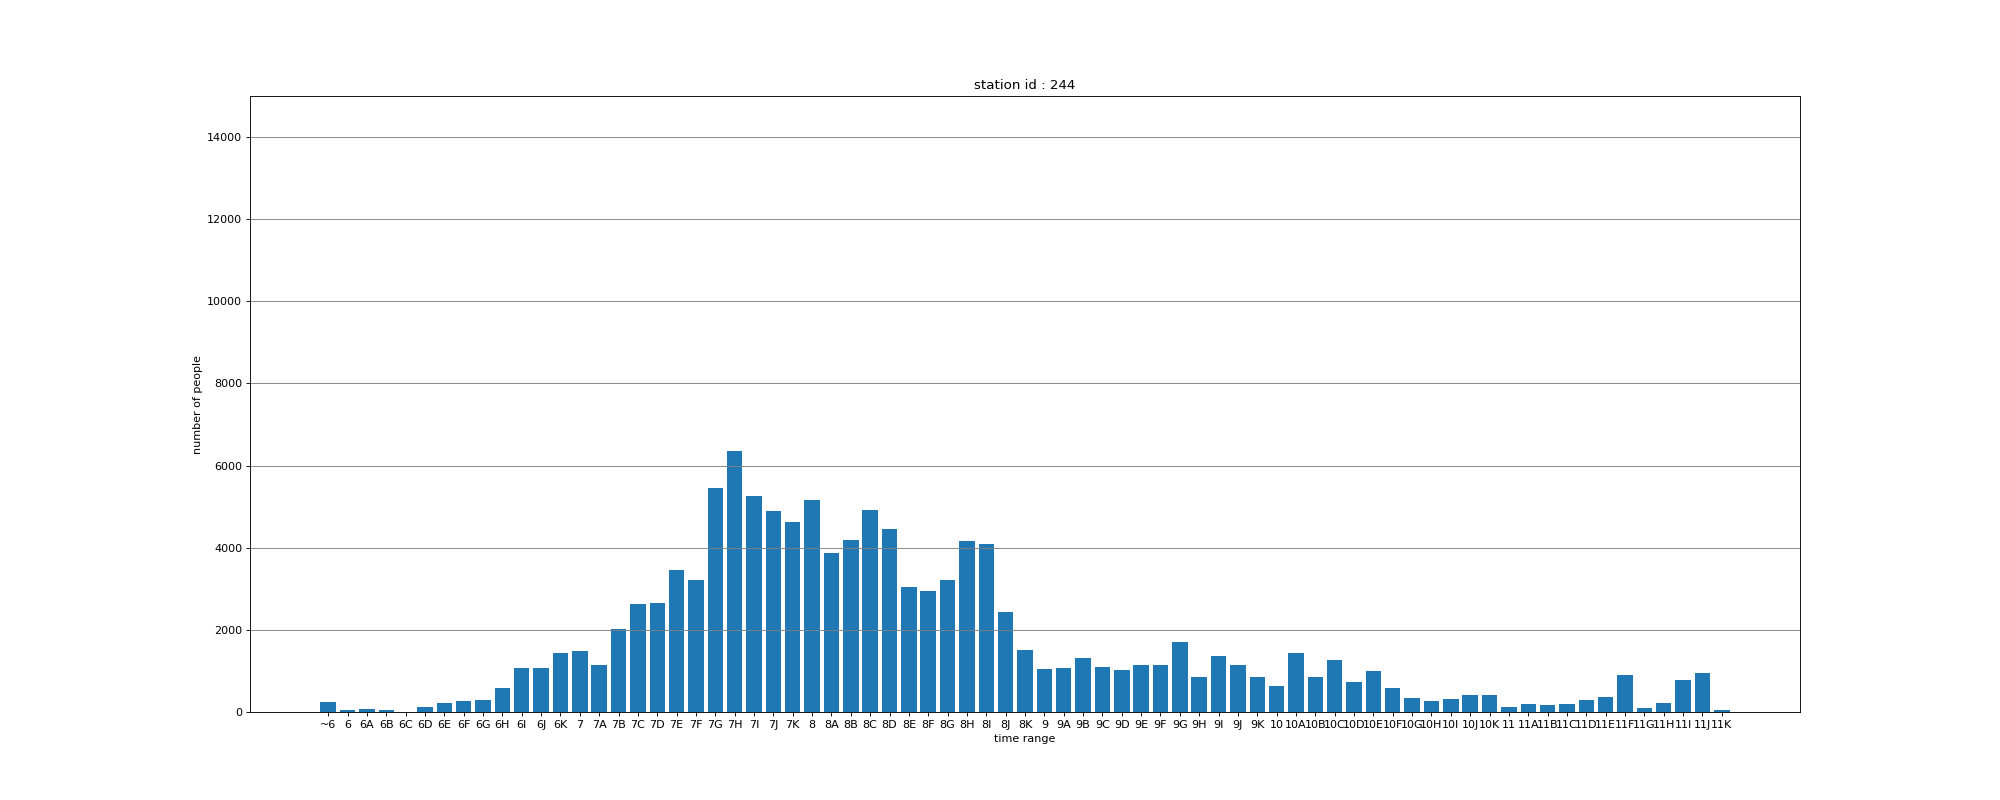 station id : 244
14000
12000
10000
8000
6000
4000
2000
0
number of people
~6 6 6A 6B 6C 6D 6E 6F 6G 6H 6I 6J 6K 7 7A 7B 7C 7D 7E 7F 7G 7H 7I 7J 7K 8 8A 8B 8C 8D 8E 8F 8G 8H 8I 8J 8K 9 9A 9B 9C 9D 9E 9F 9G 9H 9I 9J 9K 10 10A 10B 10C 10D 10E 10F 10G 10H 10I 10J 10K 11 11A 11B 11C 11D 11E 11F 11G 11H 11I 11J 11K
time range